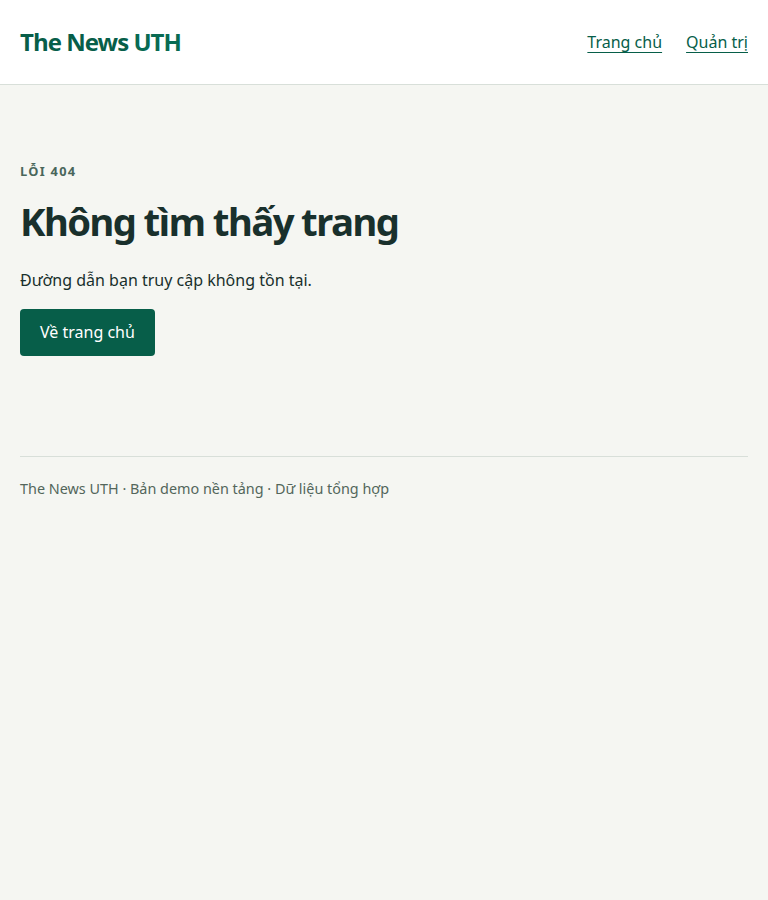 The News UTH
Trang chủ Quản trị
LỖI 404
Không tìm thấy trang
Đường dẫn bạn truy cập không tồn tại.
Về trang chủ
The News UTH · Bản demo nền tảng · Dữ liệu tổng hợp